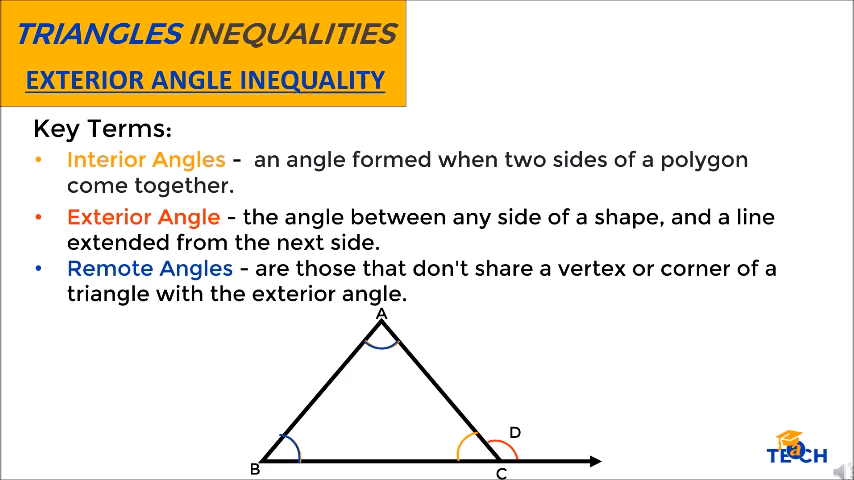 TRIANGLES INEQUALITIES
EXTERIOR ANGLE INEQUALITY
Key Terms:
• Interior Angles - an angle formed when two sides of a polygon
come together.
• Exterior Angle - the angle between any side of a shape, and a line
extended from the next side.
• Remote Angles - are those that don't share a vertex or corner of a
triangle with the exterior angle.
A
D
B
C
TEaCH